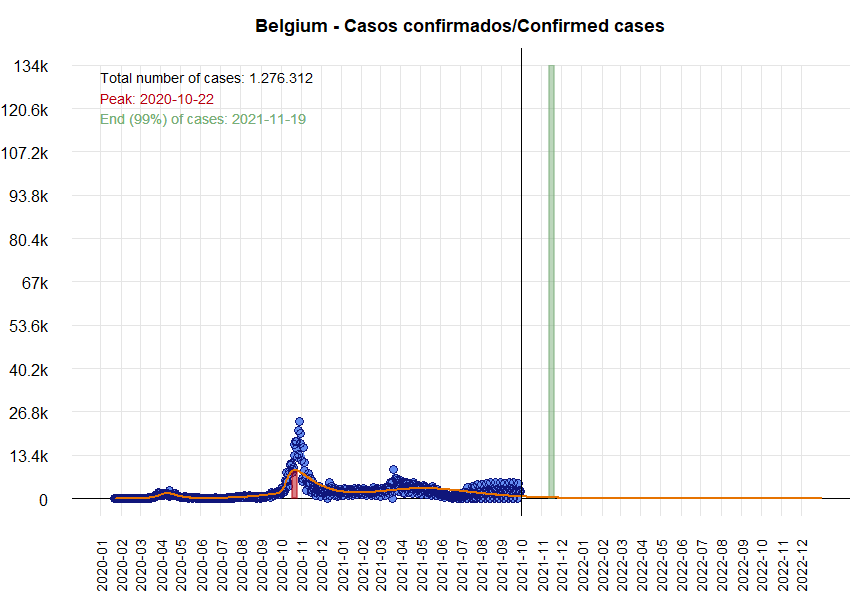 Belgium - Casos confirmados/Confirmed cases
Total number of cases: 1.276.312
Peak: 2020-10-22
End (99%) of cases: 2021-11-19
134k
120.6k
107.2k
93.8k
80.4k
67k
53.6k
40.2k
26.8k
13.4k
0
2020-01
2020-02
2020-03
2020-04
2020-05
2020-06
2020-07
2020-08
2020-09
2020-10
2020-11
2020-12
2021-01
2021-02
2021-03
2021-04
2021-05
2021-06
2021-07
2021-08
2021-09
2021-10
2021-11
2021-12
2022-01
2022-02
2022-03
2022-04
2022-05
2022-06
2022-07
2022-08
2022-09
2022-10
2022-11
2022-12